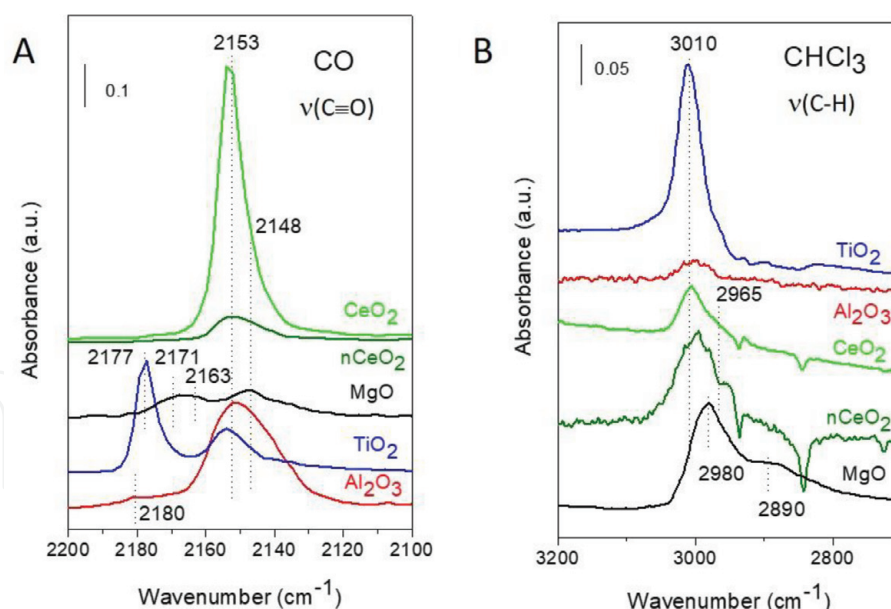 A
2153
CO
ν(C≡O)
0.1
2148
CeO₂
nCeO₂
2177
2171
2163
MgO
TiO₂
Al₂O₃
2180
2200 2180 2160 2140 2120 2100
Wavenumber (cm⁻¹)
Absorbance (a.u.)
B
3010
CHCl₃
ν(C-H)
0.05
TiO₂
2965
Al₂O₃
CeO₂
nCeO₂
MgO
2980
2890
3200 3000 2800
Wavenumber (cm⁻¹)
Absorbance (a.u.)